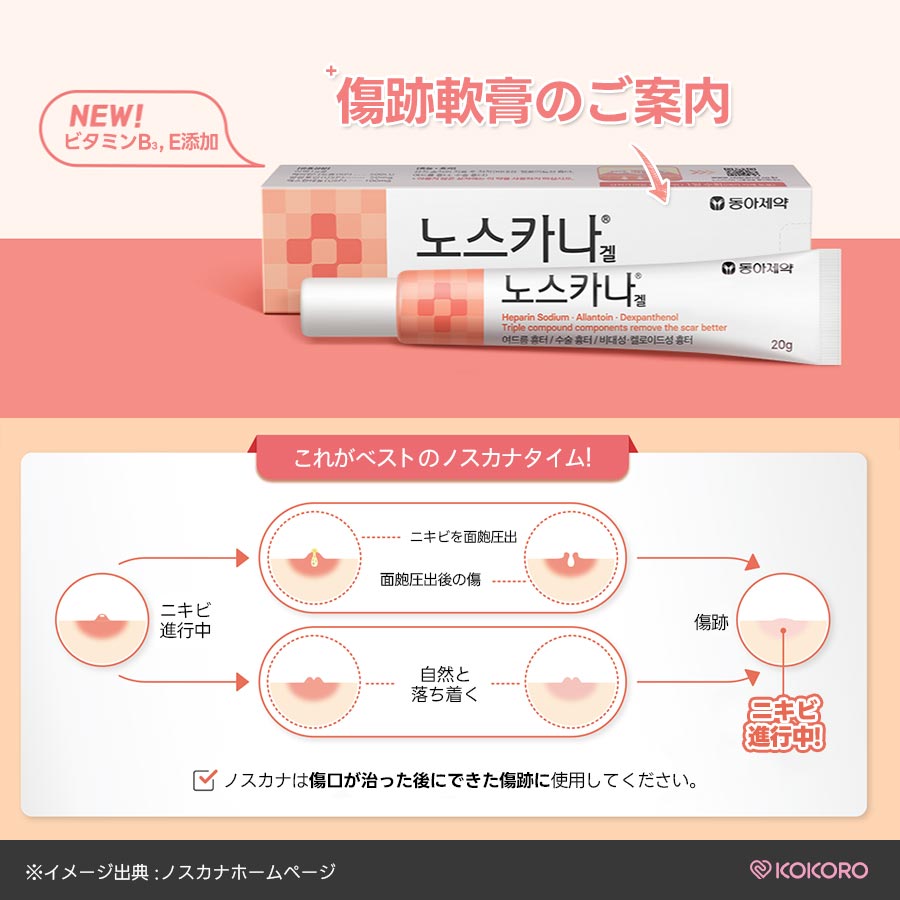 傷跡軟膏のご案内
NEW!
ビタミンB₃, E添加
동아제약
노스카나®겔
동아제약
노스카나®겔
Heparin Sodium · Allantoin · Dexpanthenol
Triple compound components remove the scar better
여드름 흉터 / 수술 흉터 / 비대성·켈로이드성 흉터
20g
これがベストのノスカナタイム!
ニキビ
進行中
ニキビを面皰圧出
面皰圧出後の傷
自然と
落ち着く
傷跡
ニキビ
進行中!
ノスカナは傷口が治った後にできた傷跡に使用してください。
※イメージ出典 :ノスカナホームページ
KOKORO